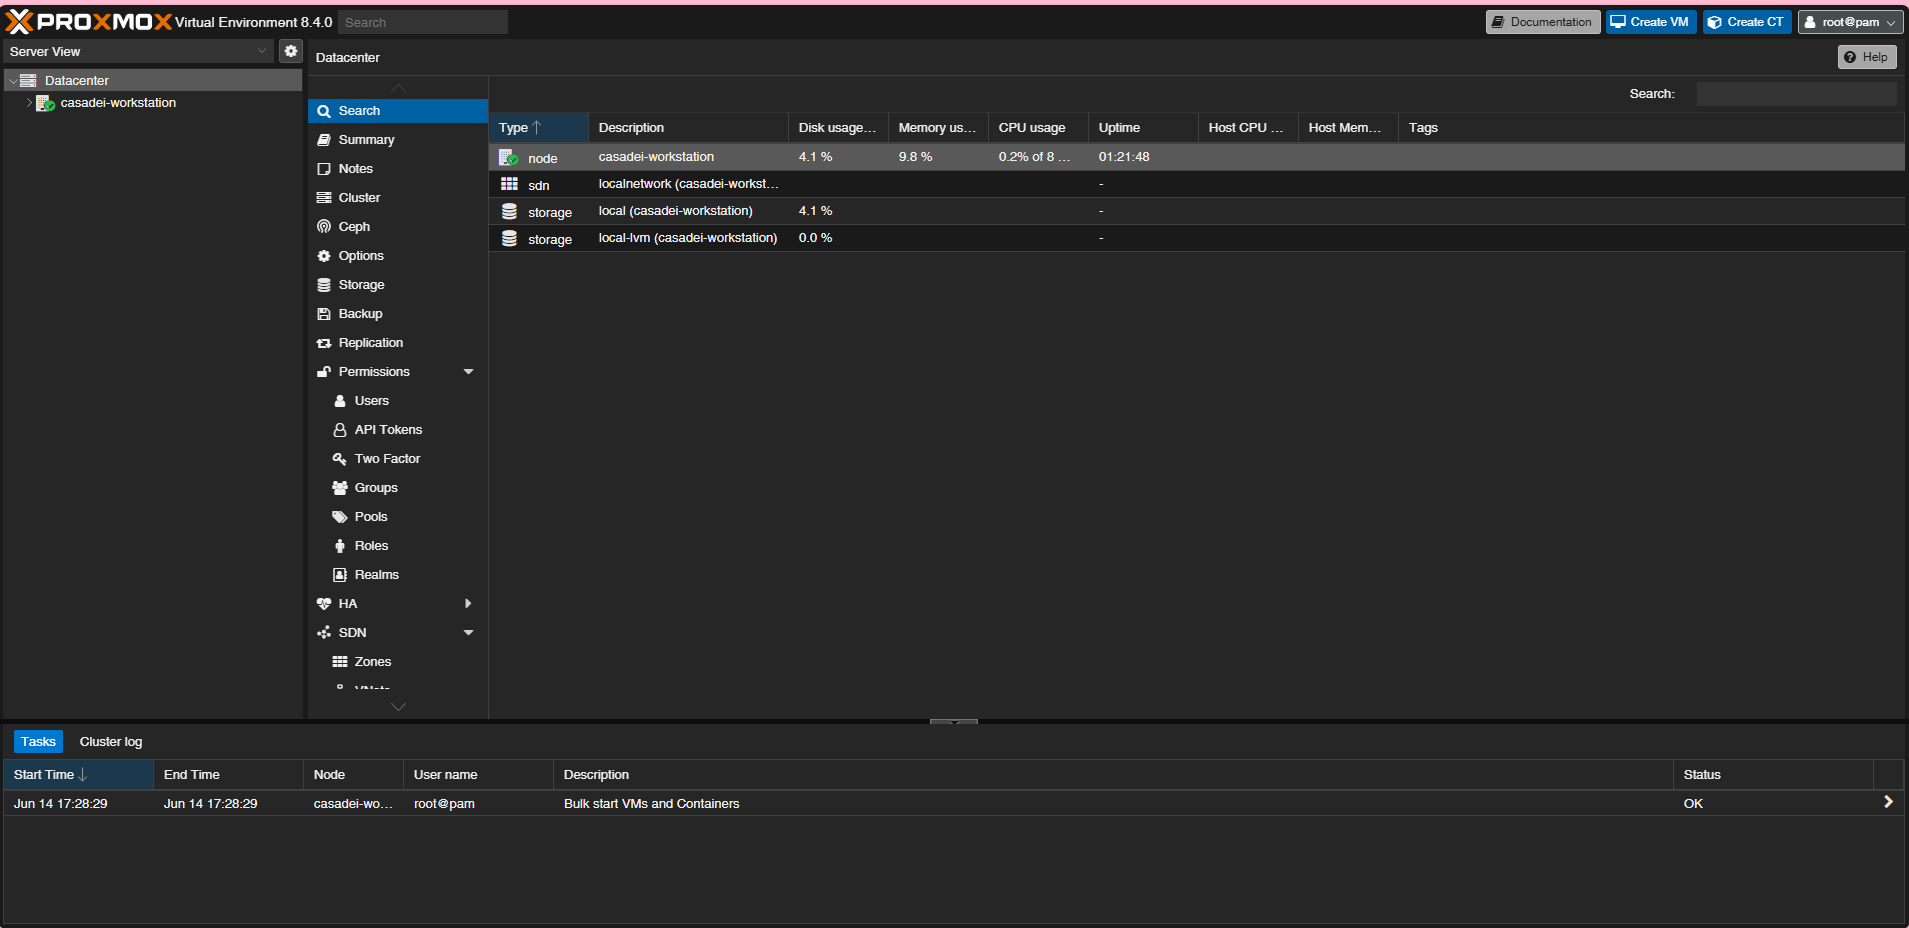 PROXMOX Virtual Environment 8.4.0 Search Documentation Create VM Create CT root@pam
Server View
Datacenter Help
Datacenter
casadei-workstation
Search
Summary
Notes
Cluster
Ceph
Options
Storage
Backup
Replication
Permissions
Users
API Tokens
Two Factor
Groups
Pools
Roles
Realms
HA
SDN
Zones
VNets
Search:
Type Description Disk usage... Memory us... CPU usage Uptime Host CPU ... Host Mem... Tags
node casadei-workstation 4.1 % 9.8 % 0.2% of 8 ... 01:21:48
sdn localnetwork (casadei-workst... -
storage local (casadei-workstation) 4.1 % -
storage local-lvm (casadei-workstation) 0.0 % -
Tasks Cluster log
Start Time End Time Node User name Description Status
Jun 14 17:28:29 Jun 14 17:28:29 casadei-wo... root@pam Bulk start VMs and Containers OK